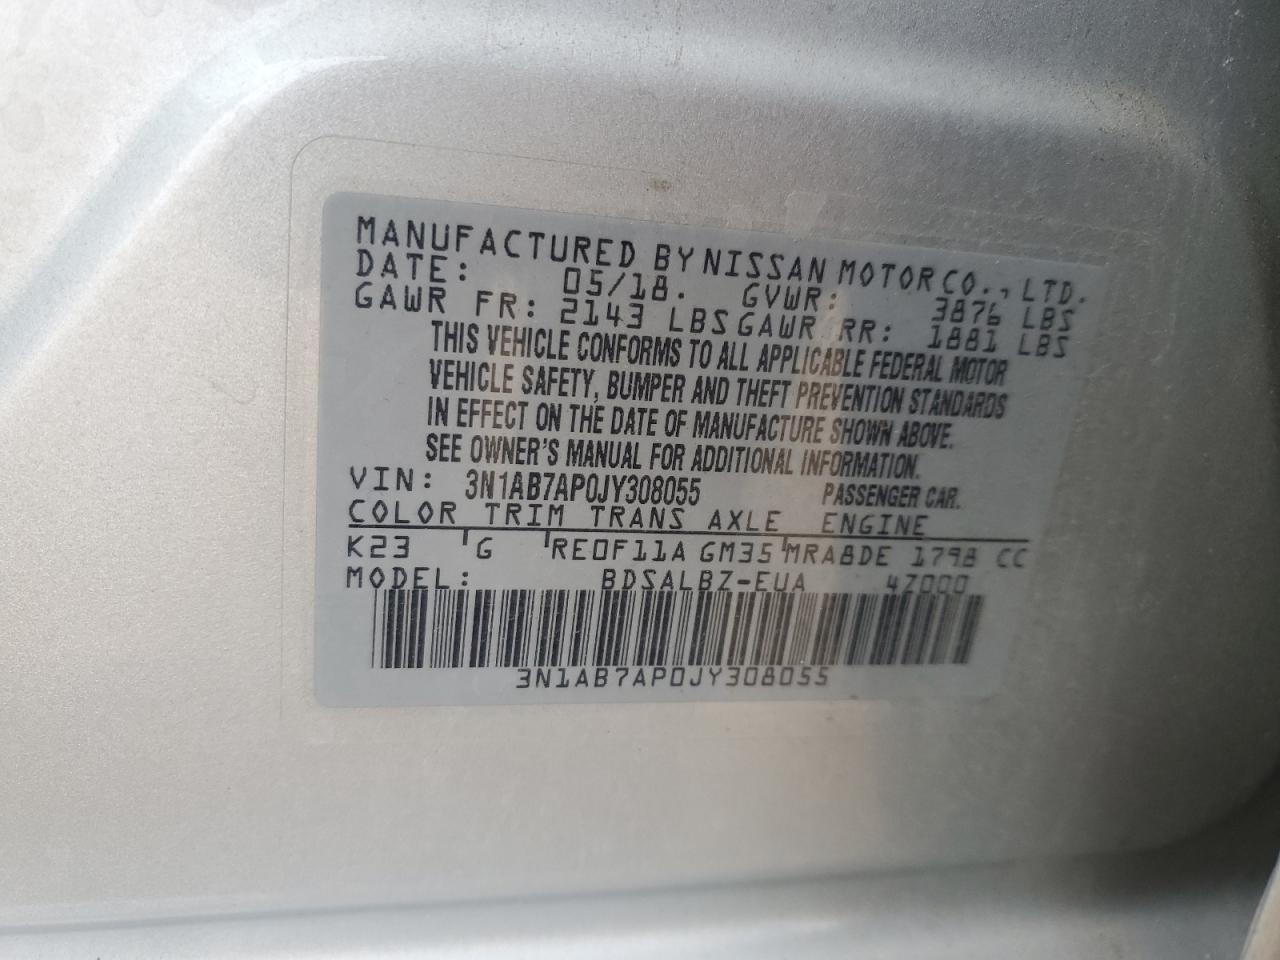 MANUFACTURED BY NISSAN MOTOR CO., LTD.
DATE: 05/18. GVWR: 3876 LBS
GAWR FR: 2143 LBS GAWR RR: 1881 LBS
THIS VEHICLE CONFORMS TO ALL APPLICABLE FEDERAL MOTOR
VEHICLE SAFETY, BUMPER AND THEFT PREVENTION STANDARDS
IN EFFECT ON THE DATE OF MANUFACTURE SHOWN ABOVE.
SEE OWNER'S MANUAL FOR ADDITIONAL INFORMATION.
VIN: 3N1AB7AP0JY308055 PASSENGER CAR.
COLOR TRIM TRANS AXLE ENGINE
K23 G RE0F11A GM35 MRA8DE 1798 CC
MODEL: BDSALBZ-EUA 4Z000
3N1AB7AP0JY308055